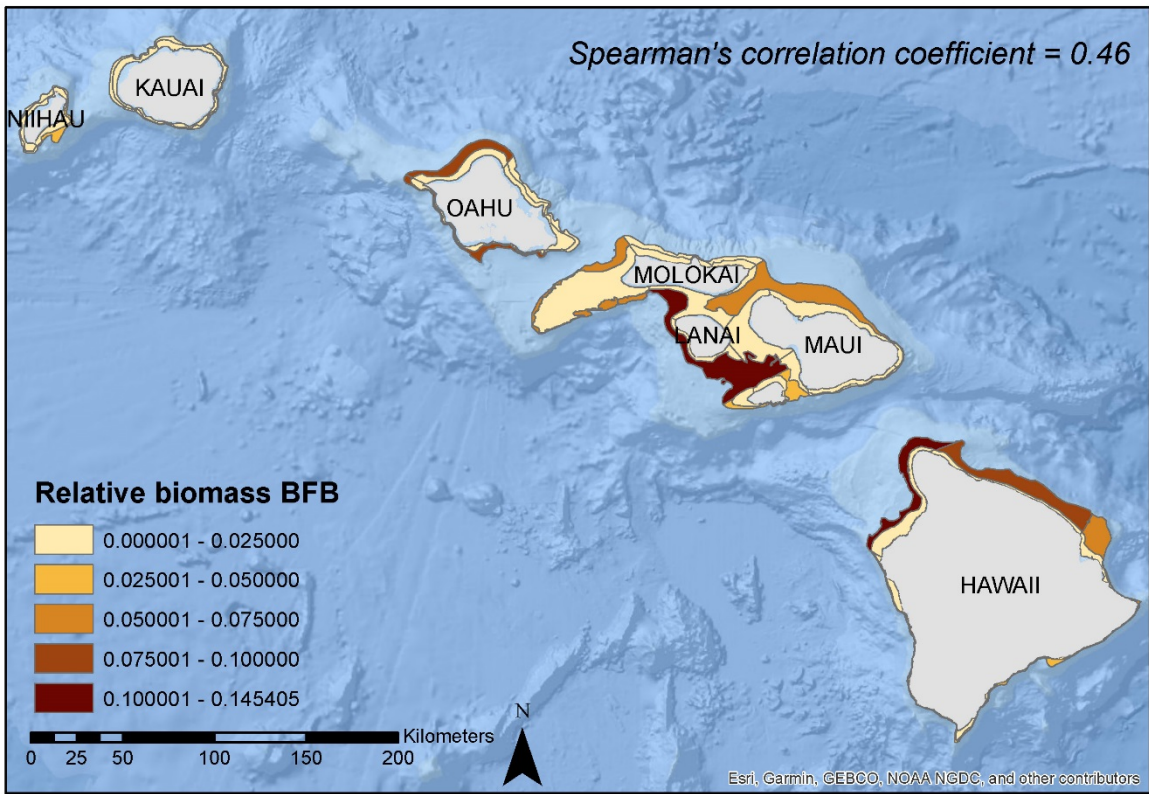 Spearman's correlation coefficient = 0.46
KAUAI
NIIHAU
OAHU
MOLOKAI
LANAI
MAUI
HAWAII
Relative biomass BFB
0.000001 - 0.025000
0.025001 - 0.050000
0.050001 - 0.075000
0.075001 - 0.100000
0.100001 - 0.145405
N
Kilometers
0 25 50 100 150 200
Esri, Garmin, GEBCO, NOAA NGDC, and other contributors